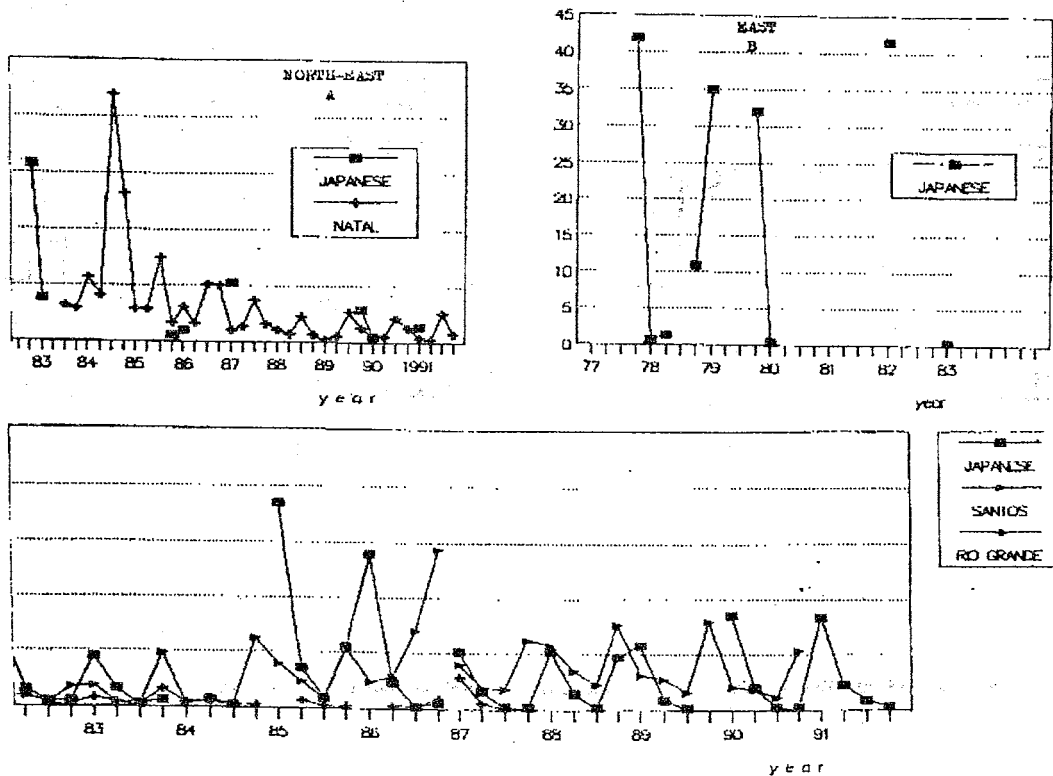 NORTH-EAST
A
JAPANESE
NATAL
83 84 85 86 87 88 89 90 1991
year
EAST
B
45
40
35
30
25
20
15
10
5
0
JAPANESE
77 78 79 80 81 82 83
year
JAPANESE
SANTOS
RIO GRANDE
83 84 85 86 87 88 89 90 91
year